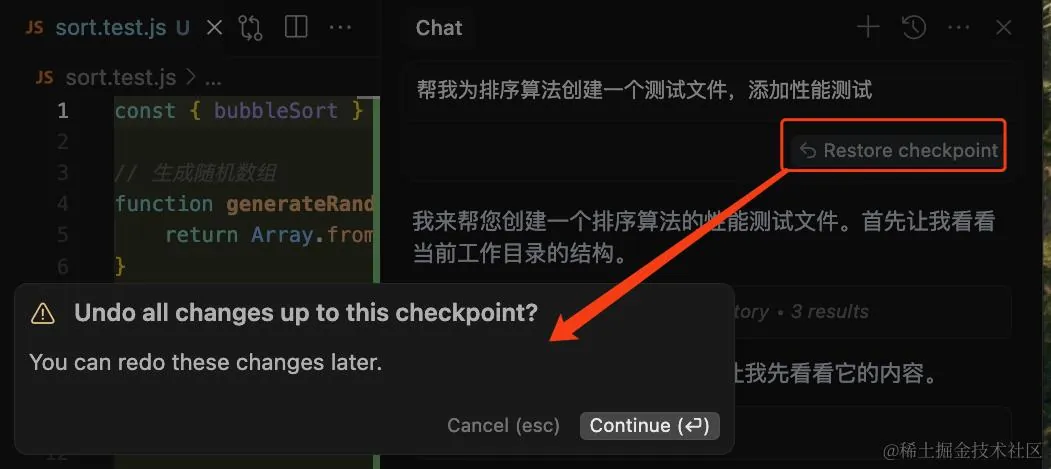 JS sort.test.js U
Chat
JS sort.test.js > ...
帮我为排序算法创建一个测试文件，添加性能测试
Restore checkpoint
1 const { bubbleSort }
2
3 // 生成随机数组
4 function generateRand
5 return Array.from
6 }
我来帮您创建一个排序算法的性能测试文件。首先让我看看
当前工作目录的结构。
Undo all changes up to this checkpoint?
You can redo these changes later.
Cancel (esc)
Continue (⏎)
tory • 3 results
让我先看看它的内容。
12
@稀土掘金技术社区